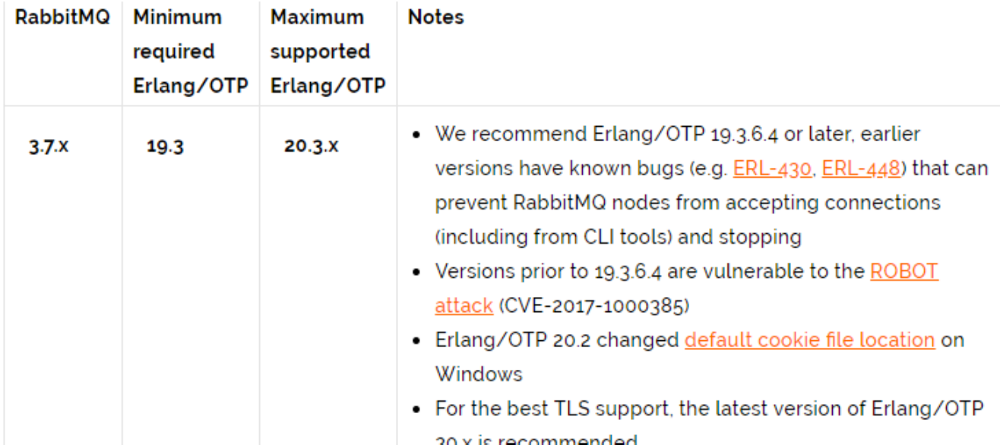 RabbitMQ Minimum required Erlang/OTP Maximum supported Erlang/OTP Notes
3.7.x 19.3 20.3.x
• We recommend Erlang/OTP 19.3.6.4 or later, earlier
versions have known bugs (e.g. ERL-430, ERL-448) that can
prevent RabbitMQ nodes from accepting connections
(including from CLI tools) and stopping
• Versions prior to 19.3.6.4 are vulnerable to the ROBOT
attack (CVE-2017-1000385)
• Erlang/OTP 20.2 changed default cookie file location on
Windows
• For the best TLS support, the latest version of Erlang/OTP
20.x is recommended